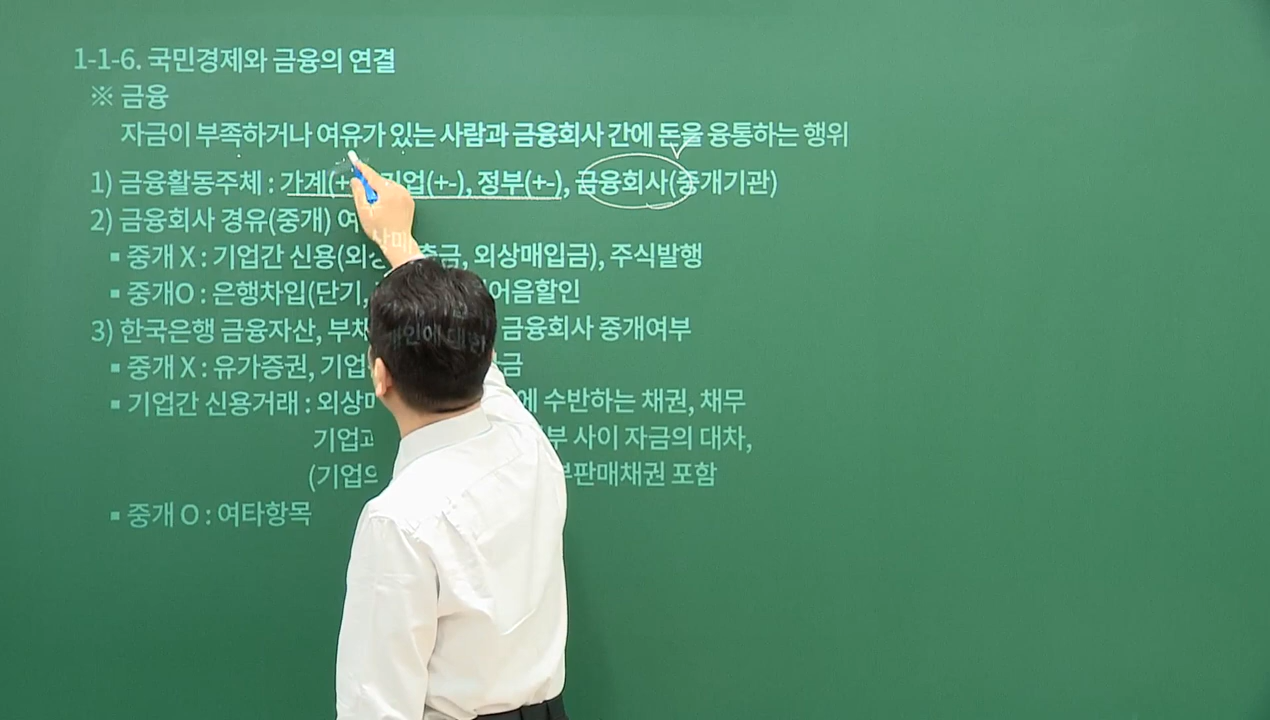 1-1-6. 국민경제와 금융의 연결
※ 금융
자금이 부족하거나 여유가 있는 사람과 금융회사 간에 돈을 융통하는 행위
1) 금융활동주체 : 가계(+ 기업(+-), 정부(+-), 금융회사(중개기관)
2) 금융회사 경유(중개) 여
▪ 중개 X : 기업간 신용(외상매출금, 외상매입금), 주식발행
▪ 중개O : 은행차입(단기, 어음할인
3) 한국은행 금융자산, 부채 금융회사 중개여부
▪ 중개 X : 유가증권, 기업 금
▪ 기업간 신용거래 : 외상 에 수반하는 채권, 채무
기업과 사이 자금의 대차,
(기업의 판매채권 포함
▪ 중개 O : 여타항목